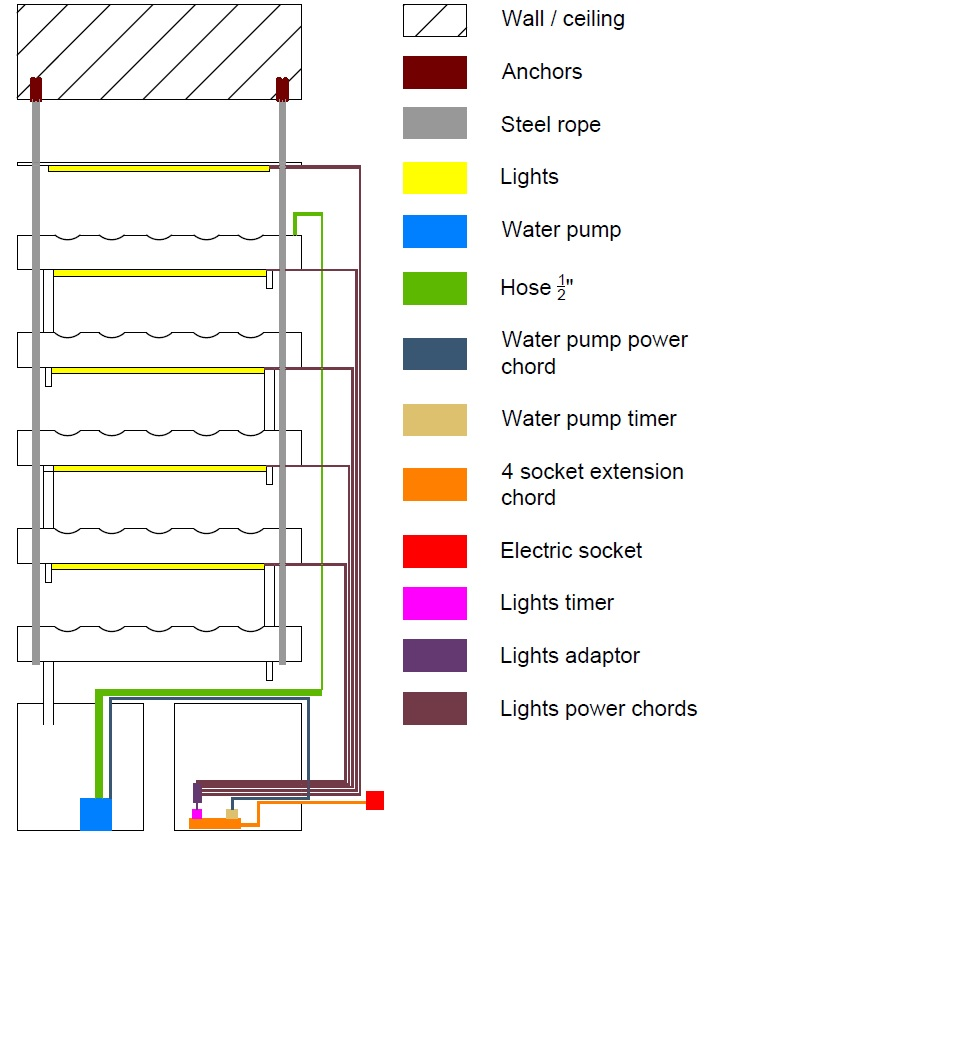 Wall / ceiling
Anchors
Steel rope
Lights
Water pump
Hose ½"
Water pump power
chord
Water pump timer
4 socket extension
chord
Electric socket
Lights timer
Lights adaptor
Lights power chords